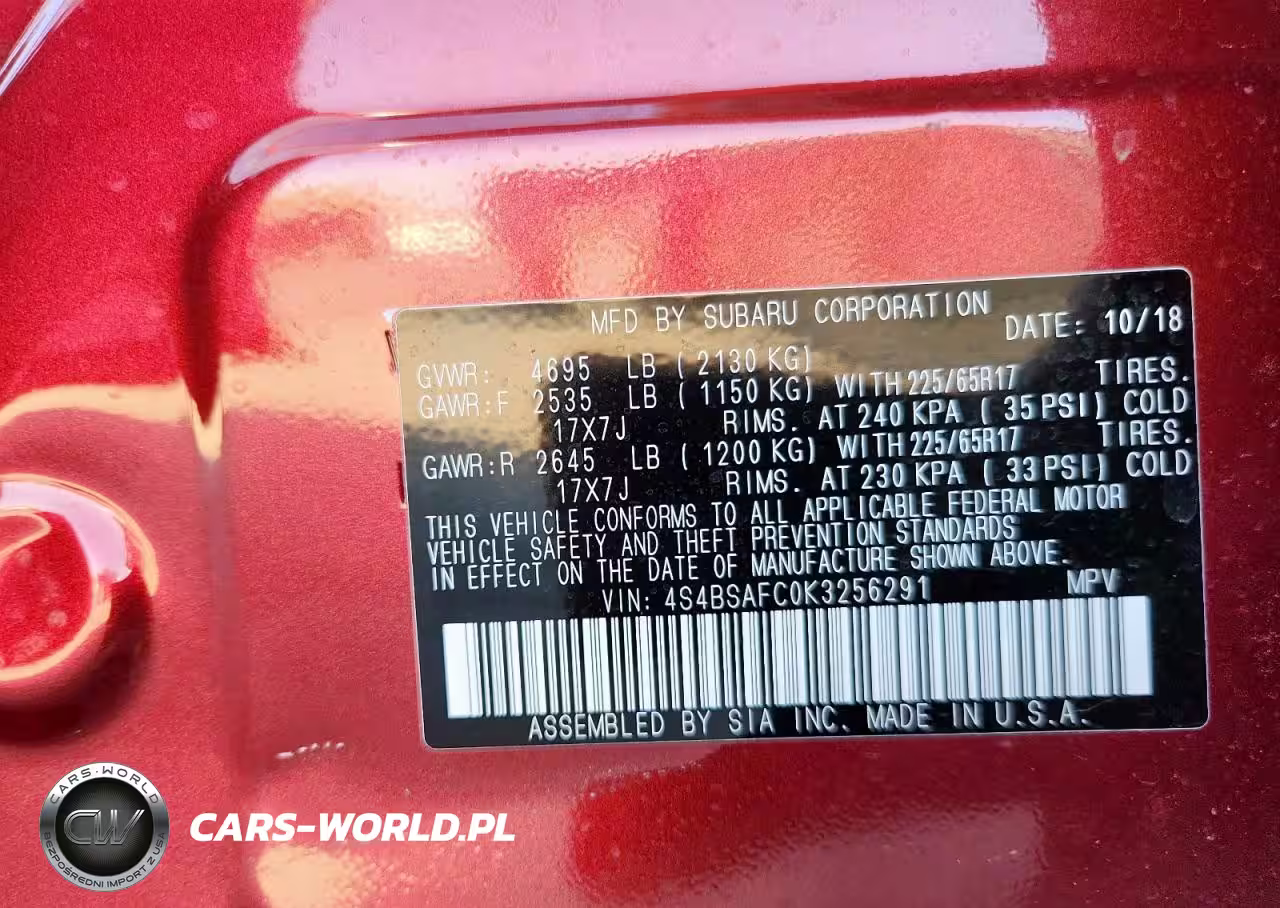 MFD BY SUBARU CORPORATION DATE: 10/18
GVWR: 4695 LB ( 2130 KG)
GAWR:F 2535 LB ( 1150 KG) WITH 225/65R17 TIRES.
17X7J RIMS. AT 240 KPA ( 35 PSI) COLD
GAWR:R 2645 LB ( 1200 KG) WITH 225/65R17 TIRES.
17X7J RIMS. AT 230 KPA ( 33 PSI) COLD
THIS VEHICLE CONFORMS TO ALL APPLICABLE FEDERAL MOTOR
VEHICLE SAFETY AND THEFT PREVENTION STANDARDS
IN EFFECT ON THE DATE OF MANUFACTURE SHOWN ABOVE.
VIN: 4S4BSAFC0K3256291 MPV
ASSEMBLED BY SIA INC. MADE IN U.S.A.
CARS-WORLD
CW
BEZPOŚREDNI IMPORT Z USA
CARS-WORLD.PL